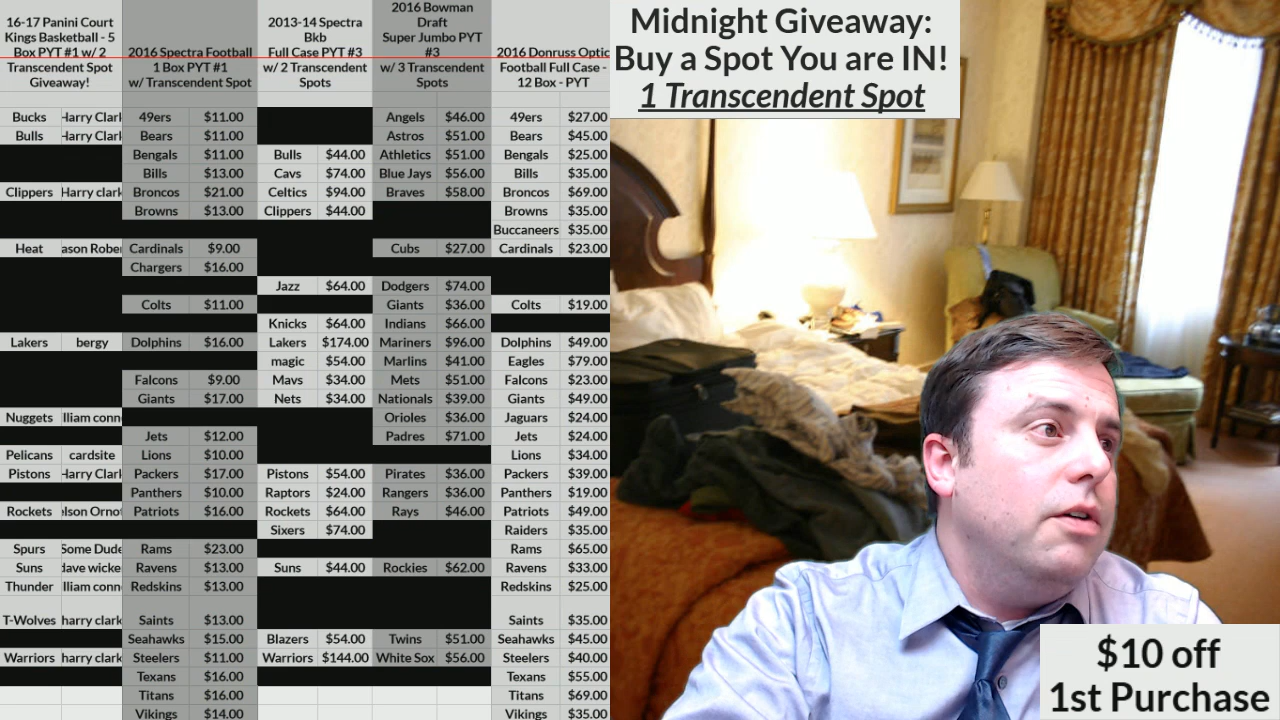 16-17 Panini Court
Kings Basketball - 5
Box PYT #1 w/ 2
Transcendent Spot
Giveaway!
2016 Spectra Football
1 Box PYT #1
w/ Transcendent Spot
2013-14 Spectra
Bkb
Full Case PYT #3
w/ 2 Transcendent
Spots
2016 Bowman
Draft
Super Jumbo PYT
#3
w/ 3 Transcendent
Spots
2016 Donruss Optic
Football Full Case -
12 Box - PYT
Midnight Giveaway:
Buy a Spot You are IN!
1 Transcendent Spot
Bucks Harry Clark 49ers $11.00 Angels $46.00 49ers $27.00
Bulls Harry Clark Bears $11.00 Astros $51.00 Bears $45.00
Bengals $11.00 Bulls $44.00 Athletics $51.00 Bengals $25.00
Bills $13.00 Cavs $74.00 Blue Jays $56.00 Bills $35.00
Clippers Harry clark Broncos $21.00 Celtics $94.00 Braves $58.00 Broncos $69.00
Browns $13.00 Clippers $44.00 Browns $35.00
Buccaneers $35.00
Heat ason Rober Cardinals $9.00 Cubs $27.00 Cardinals $23.00
Chargers $16.00
Jazz $64.00 Dodgers $74.00
Colts $11.00 Giants $36.00 Colts $19.00
Knicks $64.00 Indians $66.00
Lakers bergy Dolphins $16.00 Lakers $174.00 Mariners $96.00 Dolphins $49.00
magic $54.00 Marlins $41.00 Eagles $79.00
Falcons $9.00 Mavs $34.00 Mets $51.00 Falcons $23.00
Giants $17.00 Nets $34.00 Nationals $39.00 Giants $49.00
Nuggets lliam conn Orioles $36.00 Jaguars $24.00
Jets $12.00 Padres $71.00 Jets $24.00
Pelicans cardsite Lions $10.00 Lions $34.00
Pistons Harry Clark Packers $17.00 Pistons $54.00 Pirates $36.00 Packers $39.00
Panthers $10.00 Raptors $24.00 Rangers $36.00 Panthers $19.00
Rockets elson Ornot Patriots $16.00 Rockets $64.00 Rays $46.00 Patriots $49.00
Sixers $74.00 Raiders $35.00
Spurs Some Dude Rams $23.00 Rams $65.00
Suns dave wicke Ravens $13.00 Suns $44.00 Rockies $62.00 Ravens $33.00
Thunder lliam conn Redskins $13.00 Redskins $25.00
T-Wolves harry clark Saints $13.00 Saints $35.00
Seahawks $15.00 Blazers $54.00 Twins $51.00 Seahawks $45.00
Warriors harry clark Steelers $11.00 Warriors $144.00 White Sox $56.00 Steelers $40.00
Texans $16.00 Texans $55.00
Titans $16.00 Titans $69.00
Vikings $14.00 Vikings $35.00
$10 off
1st Purchase